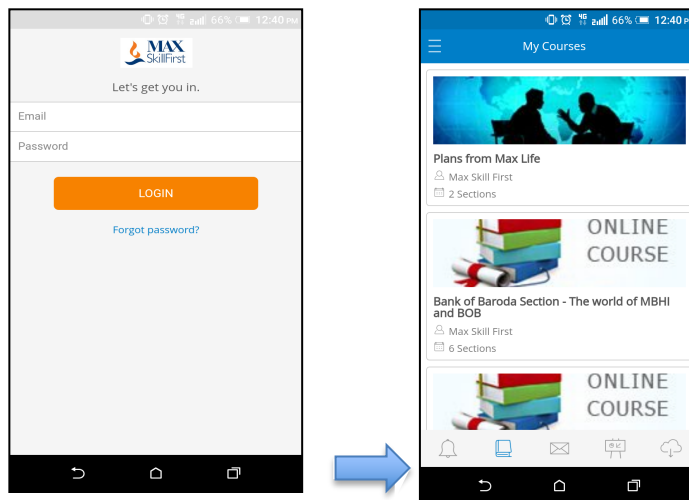 4G 66% 12:40 PM
MAX
SkillFirst
Let's get you in.
Email
Password
LOGIN
Forgot password?
4G 66% 12:40 P
My Courses
Plans from Max Life
Max Skill First
2 Sections
ONLINE
COURSE
Bank of Baroda Section - The world of MBHI
and BOB
Max Skill First
6 Sections
ONLINE
COURSE